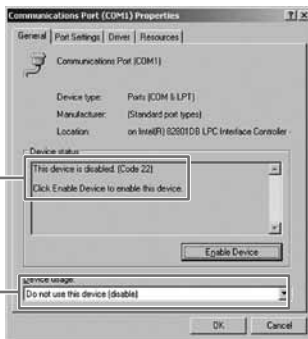 Communications Port (COM1) Properties
General Port Settings Driver Resources
Communications Port (COM1)
Device type: Ports (COM & LPT)
Manufacturer: (Standard port types)
Location: on Intel(R) 82801DB LPC Interface Controller -
Device status
This device is disabled. (Code 22)
Click Enable Device to enable this device.
Enable Device
Device usage:
Do not use this device (disable)
OK Cancel